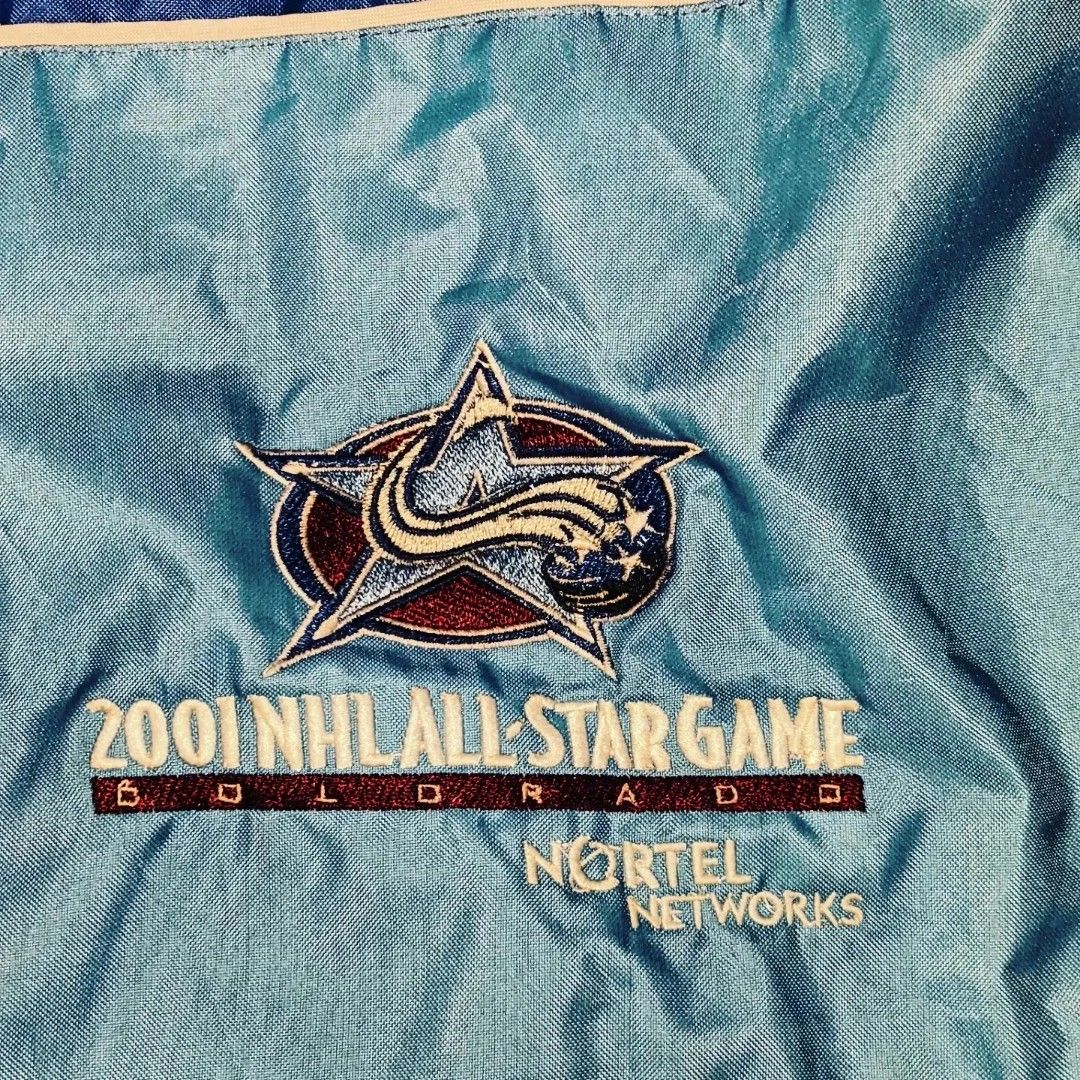 2001 NHL ALL-STAR GAME
COLORADO
NORTEL
NETWORKS